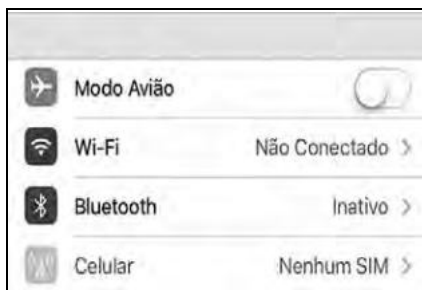 Modo Avião
Wi-Fi Não Conectado
Bluetooth Inativo
Celular Nenhum SIM